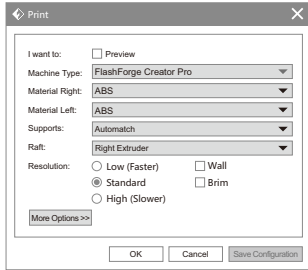 Print
I want to: Preview
Machine Type: FlashForge Creator Pro
Material Right: ABS
Material Left: ABS
Supports: Automatch
Raft: Right Extruder
Resolution: Low (Faster) Wall
Standard Brim
High (Slower)
More Options >>
OK Cancel Save Configuration